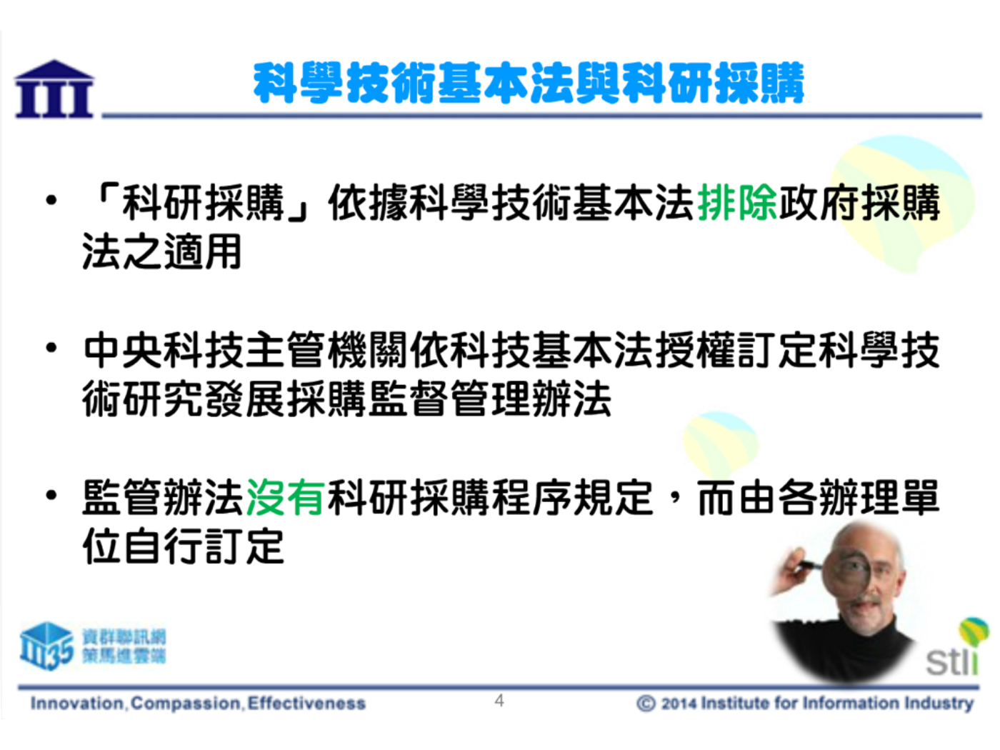 科學技術基本法與科研採購
• 「科研採購」依據科學技術基本法排除政府採購
法之適用
• 中央科技主管機關依科技基本法授權訂定科學技
術研究發展採購監督管理辦法
• 監管辦法沒有科研採購程序規定，而由各辦理單
位自行訂定
III35
資群聯訊網
策馬進雲端
stli
Innovation, Compassion, Effectiveness
4
© 2014 Institute for Information Industry